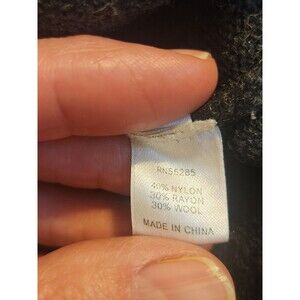 RN55285
40% NYLON
30% RAYON
30% WOOL
MADE IN CHINA